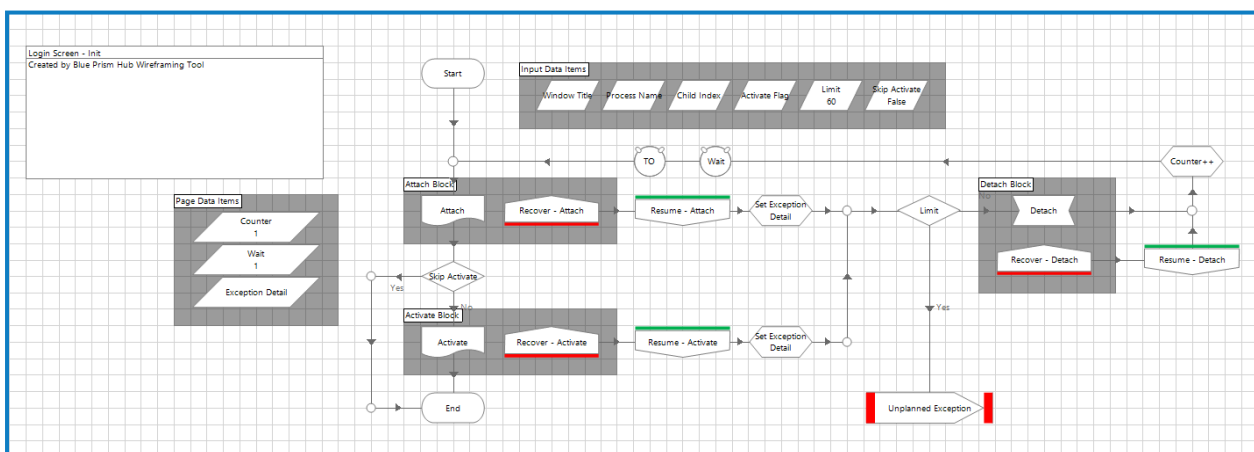 Login Screen - Init
Created by Blue Prism Hub Wireframing Tool
Start
Input Data Items
Window Title
Process Name
Child Index
Activate Flag
Limit
60
Skip Activate
False
TO
Wait
Counter++
Page Data Items
Counter
1
Wait
1
Exception Detail
Attach Block
Attach
Recover - Attach
Resume - Attach
Set Exception
Detail
Limit
No
Detach Block
Detach
Recover - Detach
Resume - Detach
Skip Activate
Yes
No
Activate Block
Activate
Recover - Activate
Resume - Activate
Set Exception
Detail
Yes
End
Unplanned Exception